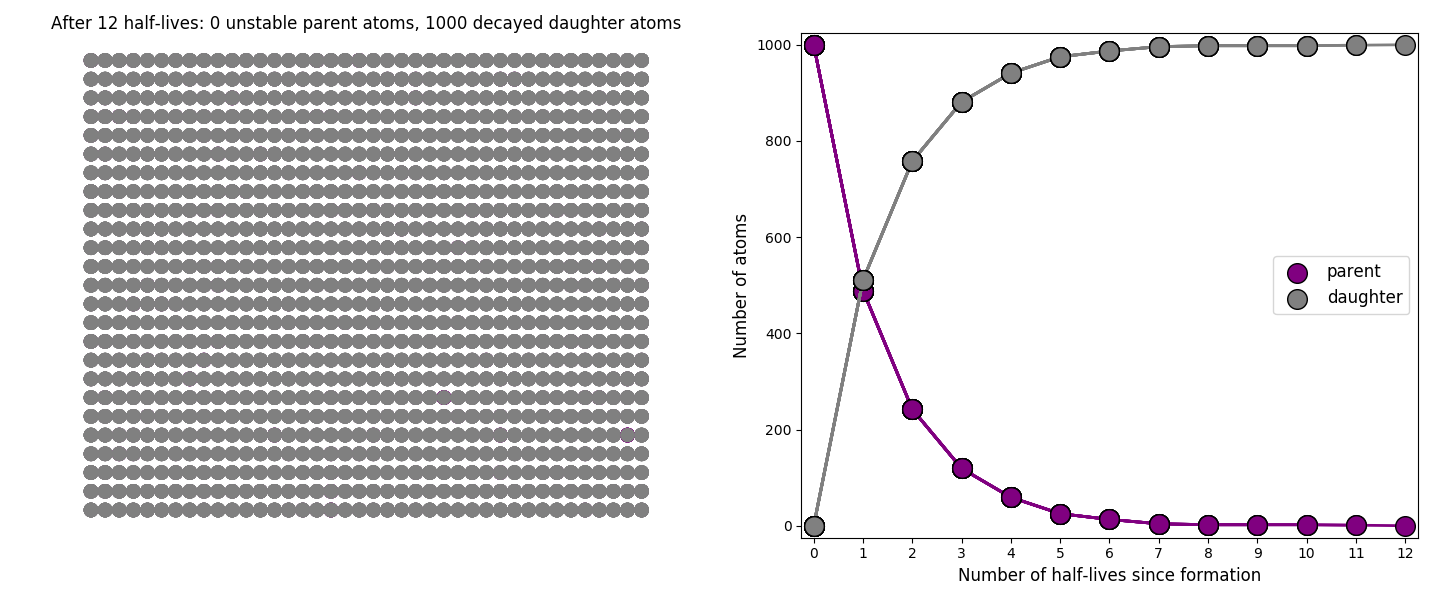 After 12 half-lives: 0 unstable parent atoms, 1000 decayed daughter atoms
1000
800
600
400
200
0
Number of atoms
parent
daughter
0 1 2 3 4 5 6 7 8 9 10 11 12
Number of half-lives since formation